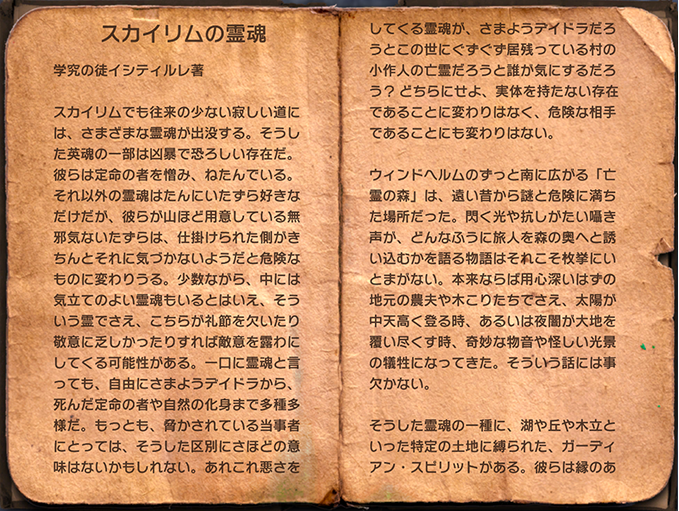 スカイリムの霊魂
学究の徒イシティルレ著
スカイリムでも往来の少ない寂しい道に
は、さまざまな霊魂が出没する。そうし
た英魂の一部は凶暴で恐ろしい存在だ。
彼らは定命の者を憎み、ねたんでいる。
それ以外の霊魂はたんにいたずら好きな
だけだが、彼らが山ほど用意している無
邪気ないたずらは、仕掛けられた側がき
ちんとそれに気づかないようだと危険な
ものに変わりうる。少数ながら、中には
気立てのよい霊魂もいるとはいえ、そう
いう霊でさえ、こちらが礼節を欠いたり
敬意に乏しかったりすれば敵意を露わに
してくる可能性がある。一口に霊魂と言
っても、自由にさまようデイドラから、
死んだ定命の者や自然の化身まで多種多
様だ。もっとも、脅かされている当事者
にとっては、そうした区別にさほどの意
味はないかもしれない。あれこれ悪さを
してくる霊魂が、さまようデイドラだろ
うとこの世にぐずぐず居残っている村の
小作人の亡霊だろうと誰が気にするだろ
う? どちらにせよ、実体を持たない存在
であることに変わりはなく、危険な相手
であることにも変わりはない。
ウィンドヘルムのずっと南に広がる「亡
霊の森」は、遠い昔から謎と危険に満ち
た場所だった。閃く光や抗しがたい囁き
声が、どんなふうに旅人を森の奥へと誘
い込むかを語る物語はそれこそ枚挙にい
とまがない。本来ならば用心深いはずの
地元の農夫や木こりたちでさえ、太陽が
中天高く登る時、あるいは夜闇が大地を
覆い尽くす時、奇妙な物音や怪しい光景
の犠牲になってきた。そういう話には事
欠かない。
そうした霊魂の一種に、湖や丘や木立と
いった特定の土地に縛られた、ガーディ
アン・スピリットがある。彼らは縁のあ